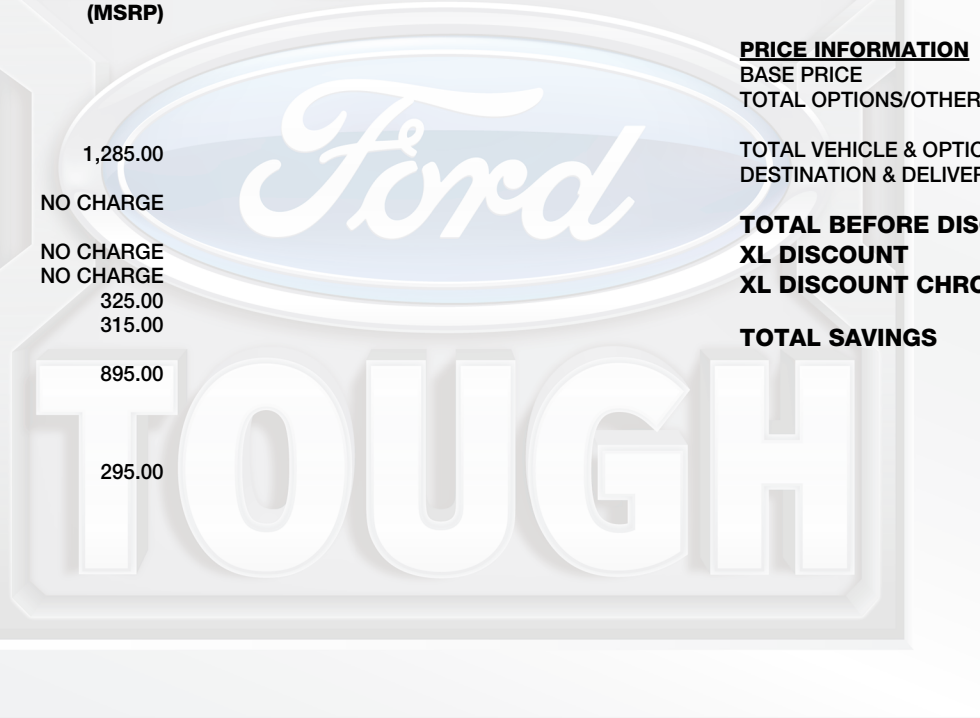 (MSRP)
1,285.00
NO CHARGE
NO CHARGE
NO CHARGE
325.00
315.00
895.00
295.00
PRICE INFORMATION
BASE PRICE
TOTAL OPTIONS/OTHER
TOTAL VEHICLE & OPTIO
DESTINATION & DELIVER
TOTAL BEFORE DIS
XL DISCOUNT
XL DISCOUNT CHRO
TOTAL SAVINGS
Ford
TOUGH